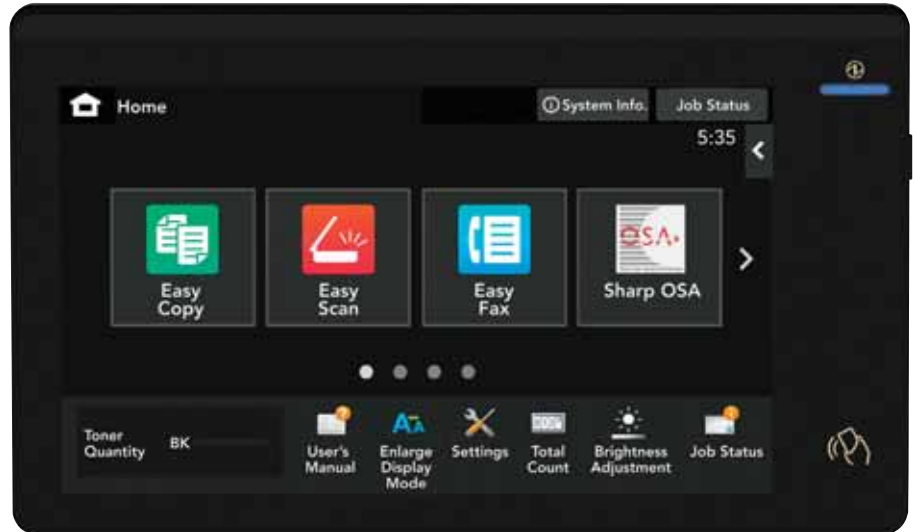 Home
System Info.
Job Status
5:35
OSA
Easy
Copy
Easy
Scan
Easy
Fax
Sharp OSA
Toner
Quantity
BK
User's
Manual
Enlarge
Display
Mode
Settings
Total
Count
Brightness
Adjustment
Job Status